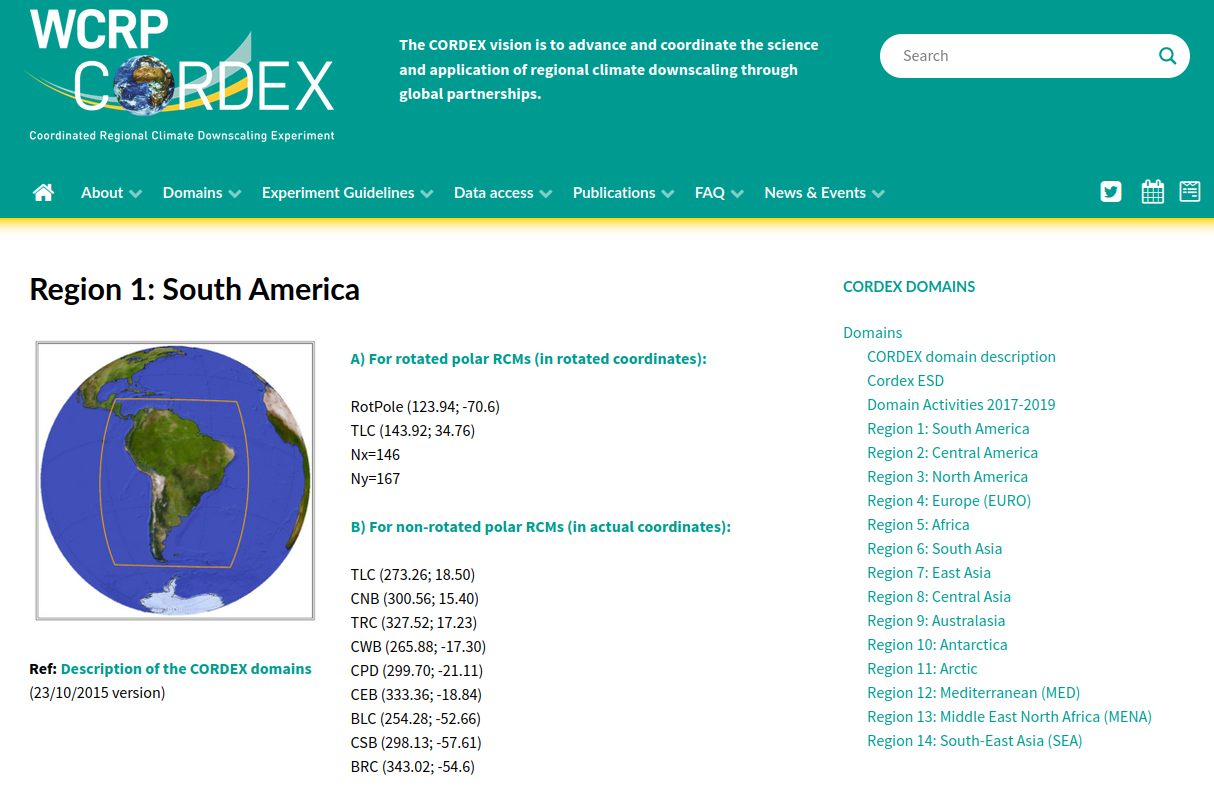 WCRP
CORDEX
Coordinated Regional Climate Downscaling Experiment
The CORDEX vision is to advance and coordinate the science
and application of regional climate downscaling through
global partnerships.
Search
About Domains Experiment Guidelines Data access Publications FAQ News & Events
Region 1: South America
Ref: Description of the CORDEX domains
(23/10/2015 version)
A) For rotated polar RCMs (in rotated coordinates):
RotPole (123.94; -70.6)
TLC (143.92; 34.76)
Nx=146
Ny=167
B) For non-rotated polar RCMs (in actual coordinates):
TLC (273.26; 18.50)
CNB (300.56; 15.40)
TRC (327.52; 17.23)
CWB (265.88; -17.30)
CPD (299.70; -21.11)
CEB (333.36; -18.84)
BLC (254.28; -52.66)
CSB (298.13; -57.61)
BRC (343.02; -54.6)
CORDEX DOMAINS
Domains
CORDEX domain description
Cordex ESD
Domain Activities 2017-2019
Region 1: South America
Region 2: Central America
Region 3: North America
Region 4: Europe (EURO)
Region 5: Africa
Region 6: South Asia
Region 7: East Asia
Region 8: Central Asia
Region 9: Australasia
Region 10: Antarctica
Region 11: Arctic
Region 12: Mediterranean (MED)
Region 13: Middle East North Africa (MENA)
Region 14: South-East Asia (SEA)